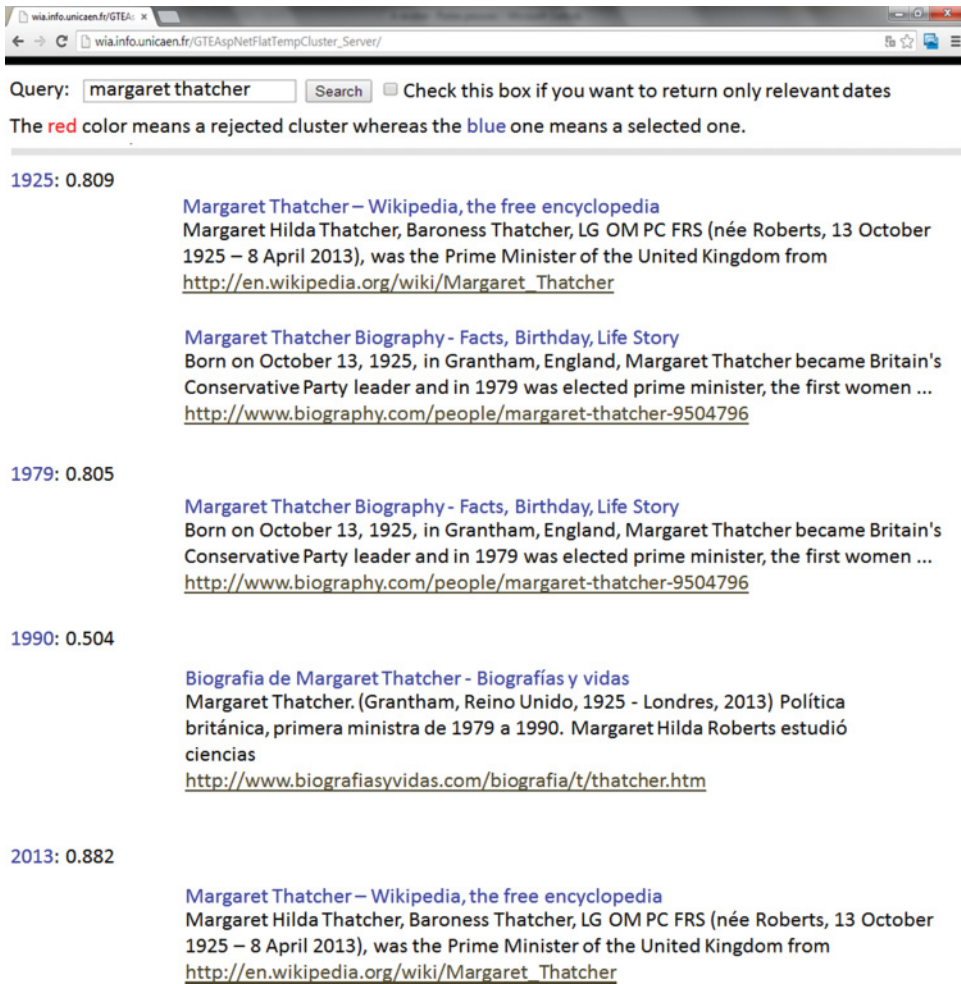 wia.info.unicaen.fr/GTEA:
wia.info.unicaen.fr/GTEAspNetFlatTempCluster_Server/
Query: margaret thatcher Search Check this box if you want to return only relevant dates
The red color means a rejected cluster whereas the blue one means a selected one.
1925: 0.809
Margaret Thatcher – Wikipedia, the free encyclopedia
Margaret Hilda Thatcher, Baroness Thatcher, LG OM PC FRS (née Roberts, 13 October
1925 – 8 April 2013), was the Prime Minister of the United Kingdom from
http://en.wikipedia.org/wiki/Margaret_Thatcher
Margaret Thatcher Biography - Facts, Birthday, Life Story
Born on October 13, 1925, in Grantham, England, Margaret Thatcher became Britain's
Conservative Party leader and in 1979 was elected prime minister, the first women ...
http://www.biography.com/people/margaret-thatcher-9504796
1979: 0.805
Margaret Thatcher Biography - Facts, Birthday, Life Story
Born on October 13, 1925, in Grantham, England, Margaret Thatcher became Britain's
Conservative Party leader and in 1979 was elected prime minister, the first women ...
http://www.biography.com/people/margaret-thatcher-9504796
1990: 0.504
Biografia de Margaret Thatcher - Biografías y vidas
Margaret Thatcher. (Grantham, Reino Unido, 1925 - Londres, 2013) Política
británica, primera ministra de 1979 a 1990. Margaret Hilda Roberts estudió
ciencias
http://www.biografiasyvidas.com/biografia/t/thatcher.htm
2013: 0.882
Margaret Thatcher – Wikipedia, the free encyclopedia
Margaret Hilda Thatcher, Baroness Thatcher, LG OM PC FRS (née Roberts, 13 October
1925 – 8 April 2013), was the Prime Minister of the United Kingdom from
http://en.wikipedia.org/wiki/Margaret_Thatcher